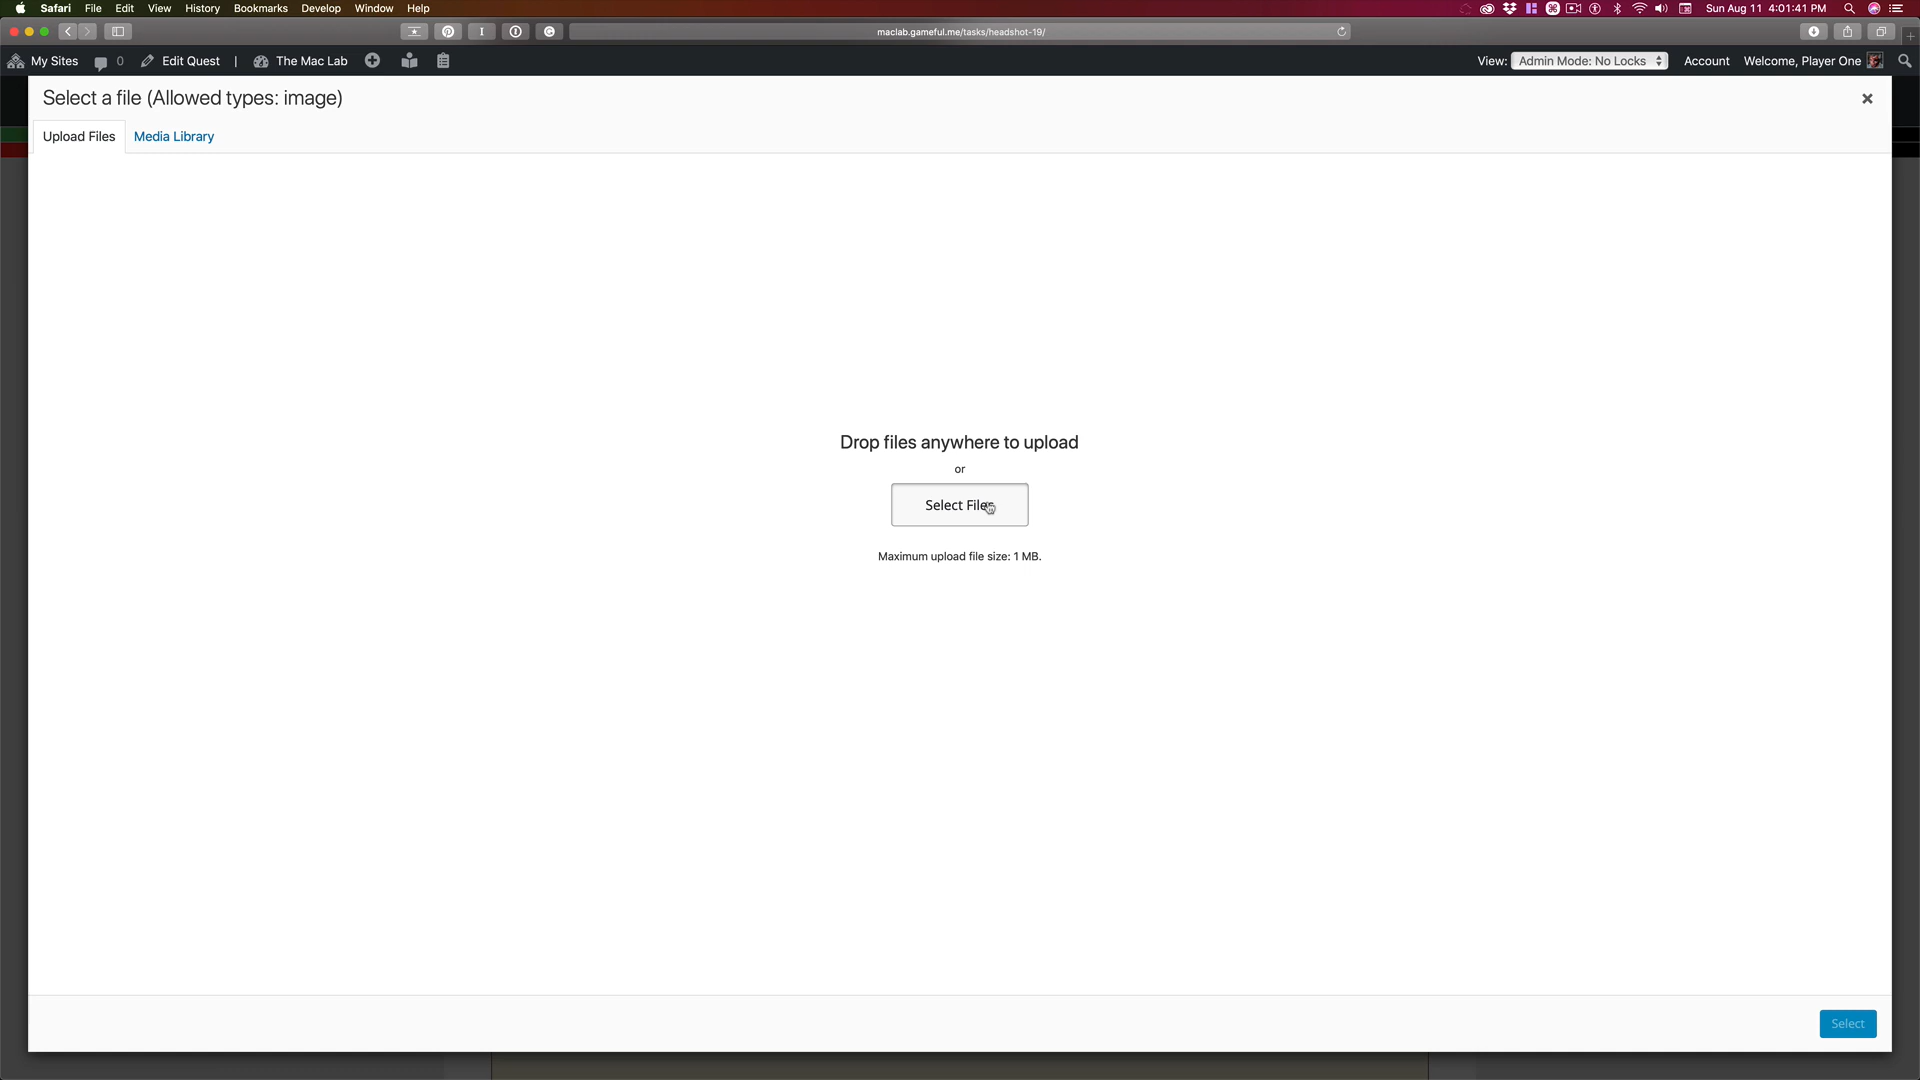 Safari File Edit View History Bookmarks Develop Window Help Sun Aug 11 4:01:41 PM
maclab.gameful.me/tasks/headshot-19/
My Sites 0 Edit Quest | The Mac Lab View: Admin Mode: No Locks Account Welcome, Player One
Select a file (Allowed types: image)
Upload Files Media Library
Drop files anywhere to upload
or
Select Files
Maximum upload file size: 1 MB.
Select